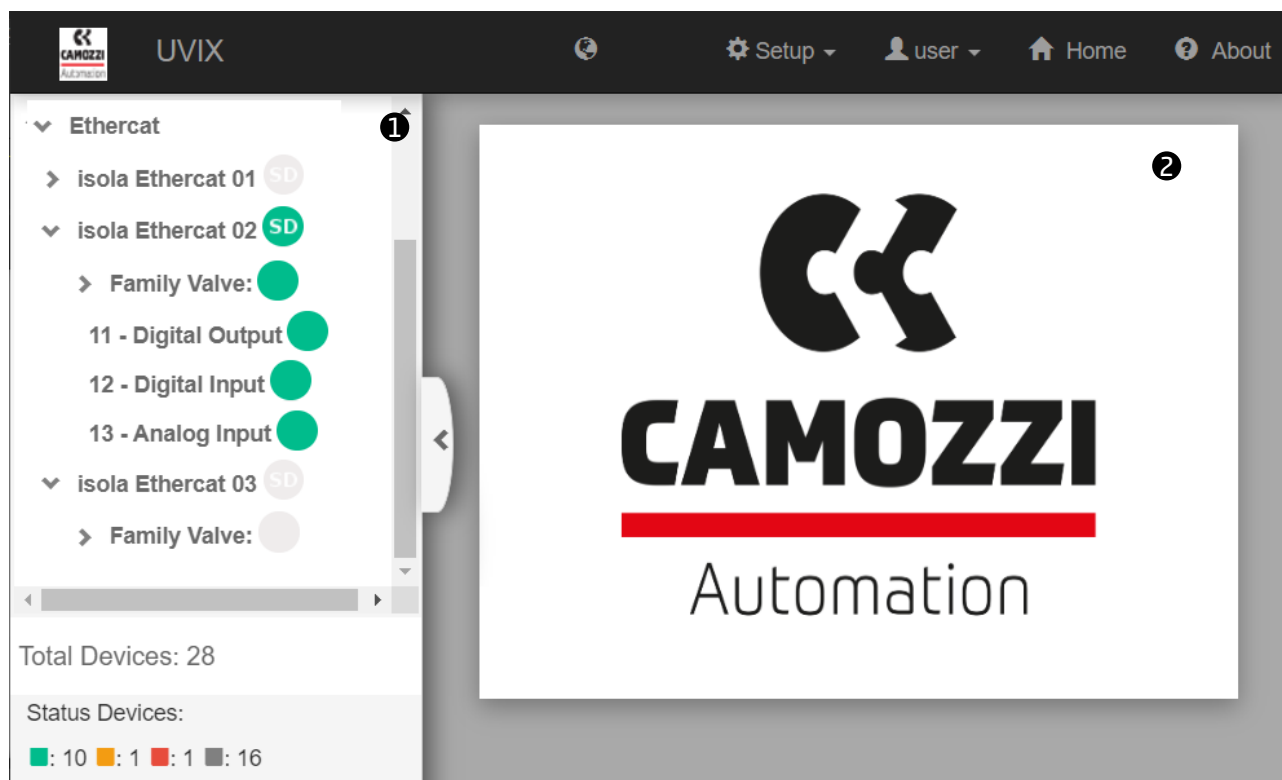 CAMOZZI
Automation
UVIX
Setup
user
Home
About
Ethercat
❶
isola Ethercat 01 SD
isola Ethercat 02 SD
Family Valve:
11 - Digital Output
12 - Digital Input
13 - Analog Input
isola Ethercat 03 SD
Family Valve:
Total Devices: 28
Status Devices:
: 10 : 1 : 1 : 16
❷
CAMOZZI
Automation